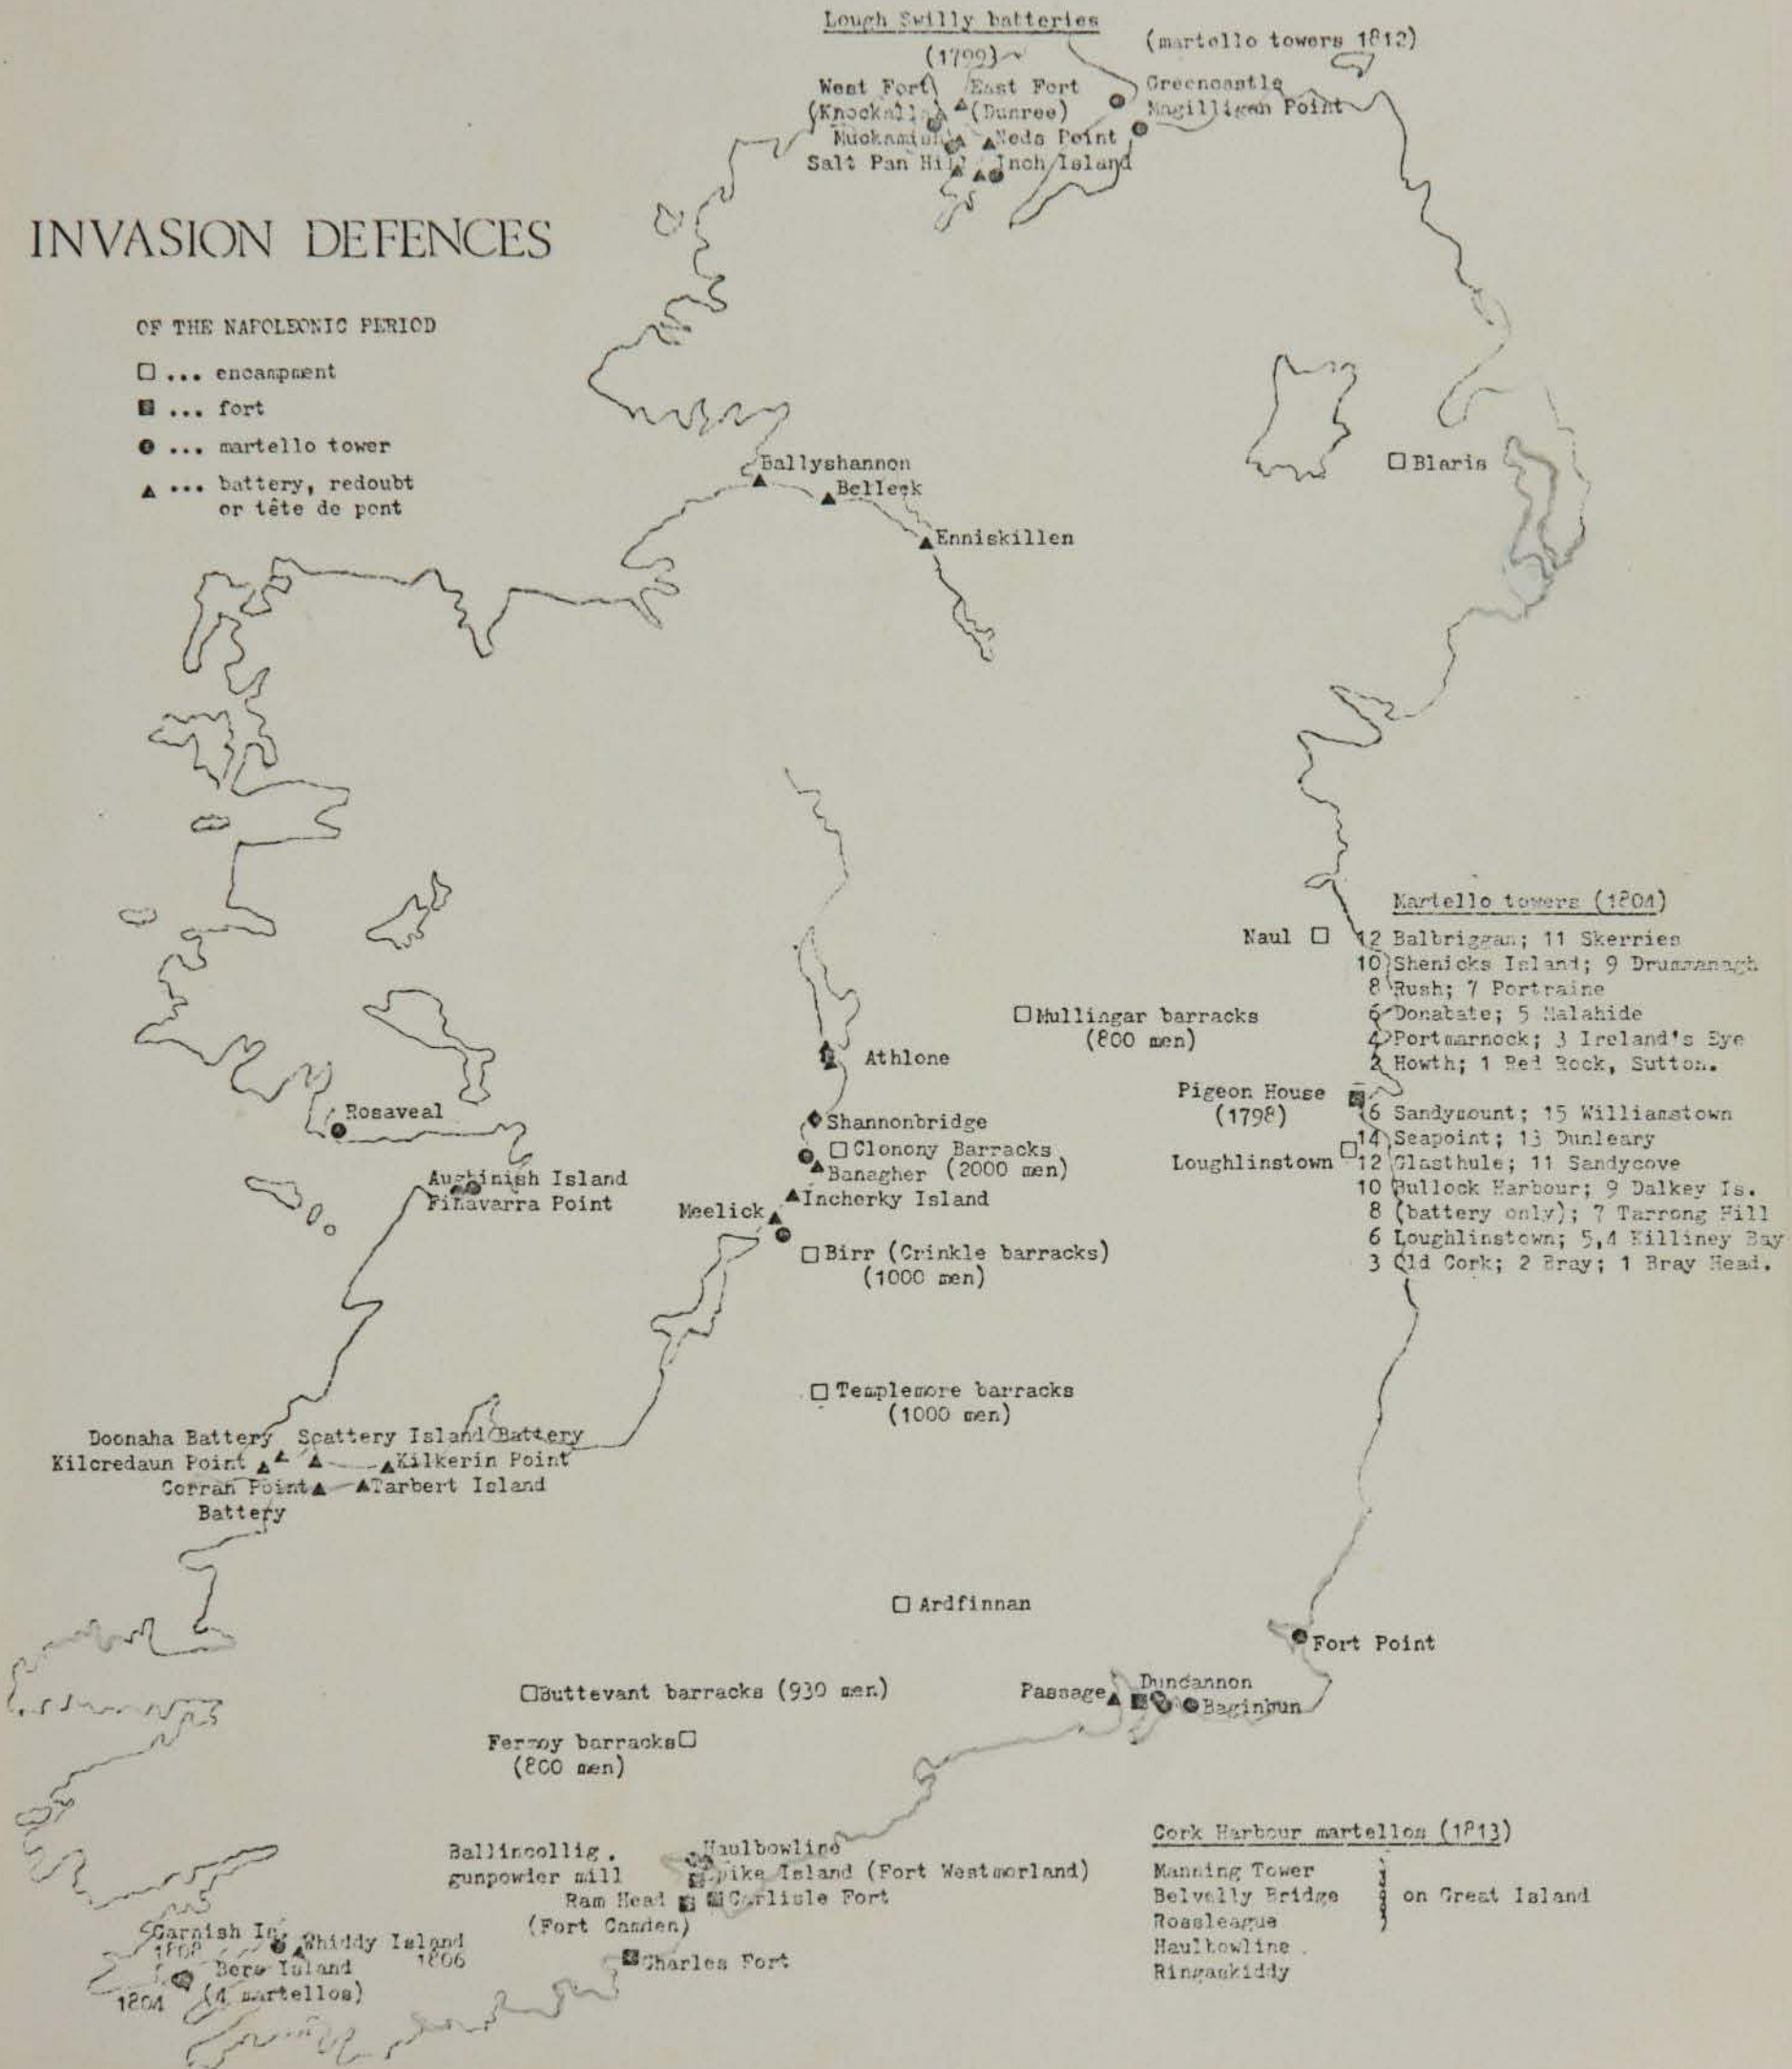 Lough Swilly batteries
(1799)
(martello towers 1812)
West Fort
(Knockalla)
East Fort
(Dunree)
Greencastle
Magilligan Point
Muckamish
Neds Point
Salt Pan Hill
Inch Island
INVASION DEFENCES
OF THE NAPOLEONIC PERIOD
... encampment
... fort
... martello tower
... battery, redoubt
or tête de pont
Ballyshannon
Belleek
Enniskillen
Blaris
Martello towers (1804)
Naul
12 Balbriggan; 11 Skerries
10 Shenicks Island; 9 Drummanagh
8 Rush; 7 Portraine
6 Donabate; 5 Malahide
4 Portmarnock; 3 Ireland's Eye
2 Howth; 1 Red Rock, Sutton.
Mullingar barracks
(800 men)
Athlone
Pigeon House
(1798)
16 Sandymount; 15 Williamstown
14 Seapoint; 13 Dunleary
Loughlinstown
12 Glasthule; 11 Sandycove
10 Bullock Harbour; 9 Dalkey Is.
8 (battery only); 7 Tarrong Hill
6 Loughlinstown; 5,4 Killiney Bay
3 Old Cork; 2 Bray; 1 Bray Head.
Rosaveal
Shannonbridge
Clonony Barracks
(2000 men)
Banagher
Aughinish Island
Finavarra Point
Incherky Island
Meelick
Birr (Crinkle barracks)
(1000 men)
Templemore barracks
(1000 men)
Doonaha Battery
Scattery Island Battery
Kilcredaun Point
Kilkerin Point
Corran Point
Battery
Tarbert Island
Ardfinnan
Fort Point
Buttevant barracks (930 men)
Passage
Duncannon
Baginbun
Fermoy barracks
(800 men)
Ballincollig
gunpowder mill
Haulbowline
Spike Island (Fort Westmorland)
Ram Head
(Fort Camden)
Carlisle Fort
Charles Fort
Garnish Is.
1808
Whiddy Island
1806
Bere Island
1804
(4 martellos)
Cork Harbour martellos (1813)
Manning Tower
Belvelly Bridge
Rossleague
on Great Island
Haulbowline
Ringaskiddy